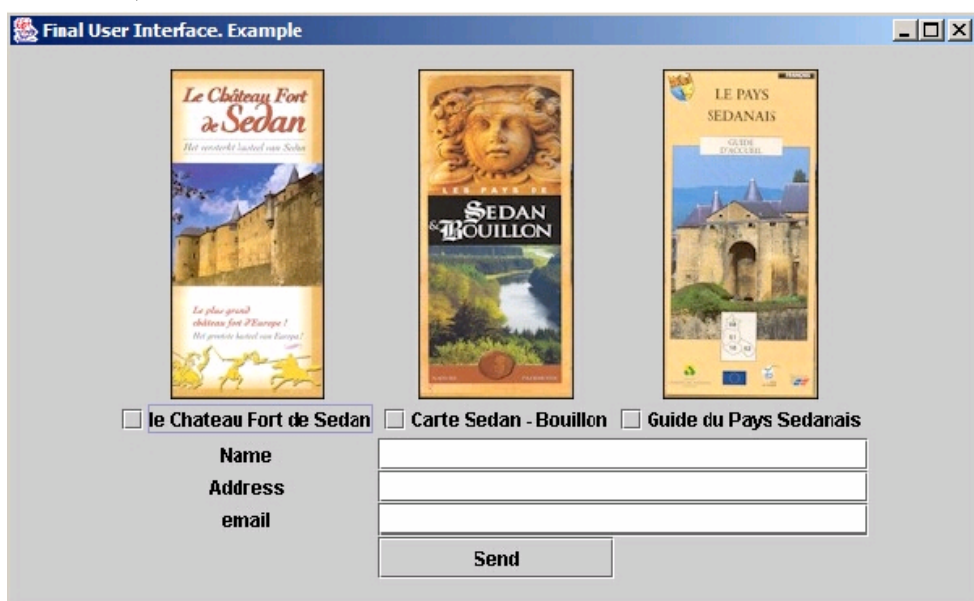 Final User Interface. Example
Le Château Fort
de Sedan
Het versterkt kasteel van Sedan
Le plus grand
château fort d'Europe !
Het grootste kasteel van Europa !
LES PAYS DE
SEDAN
& BOUILLON
FRANÇAIS
LE PAYS
SEDANAIS
GUIDE
D'ACCUEIL
le Chateau Fort de Sedan
Carte Sedan - Bouillon
Guide du Pays Sedanais
Name
Address
email
Send